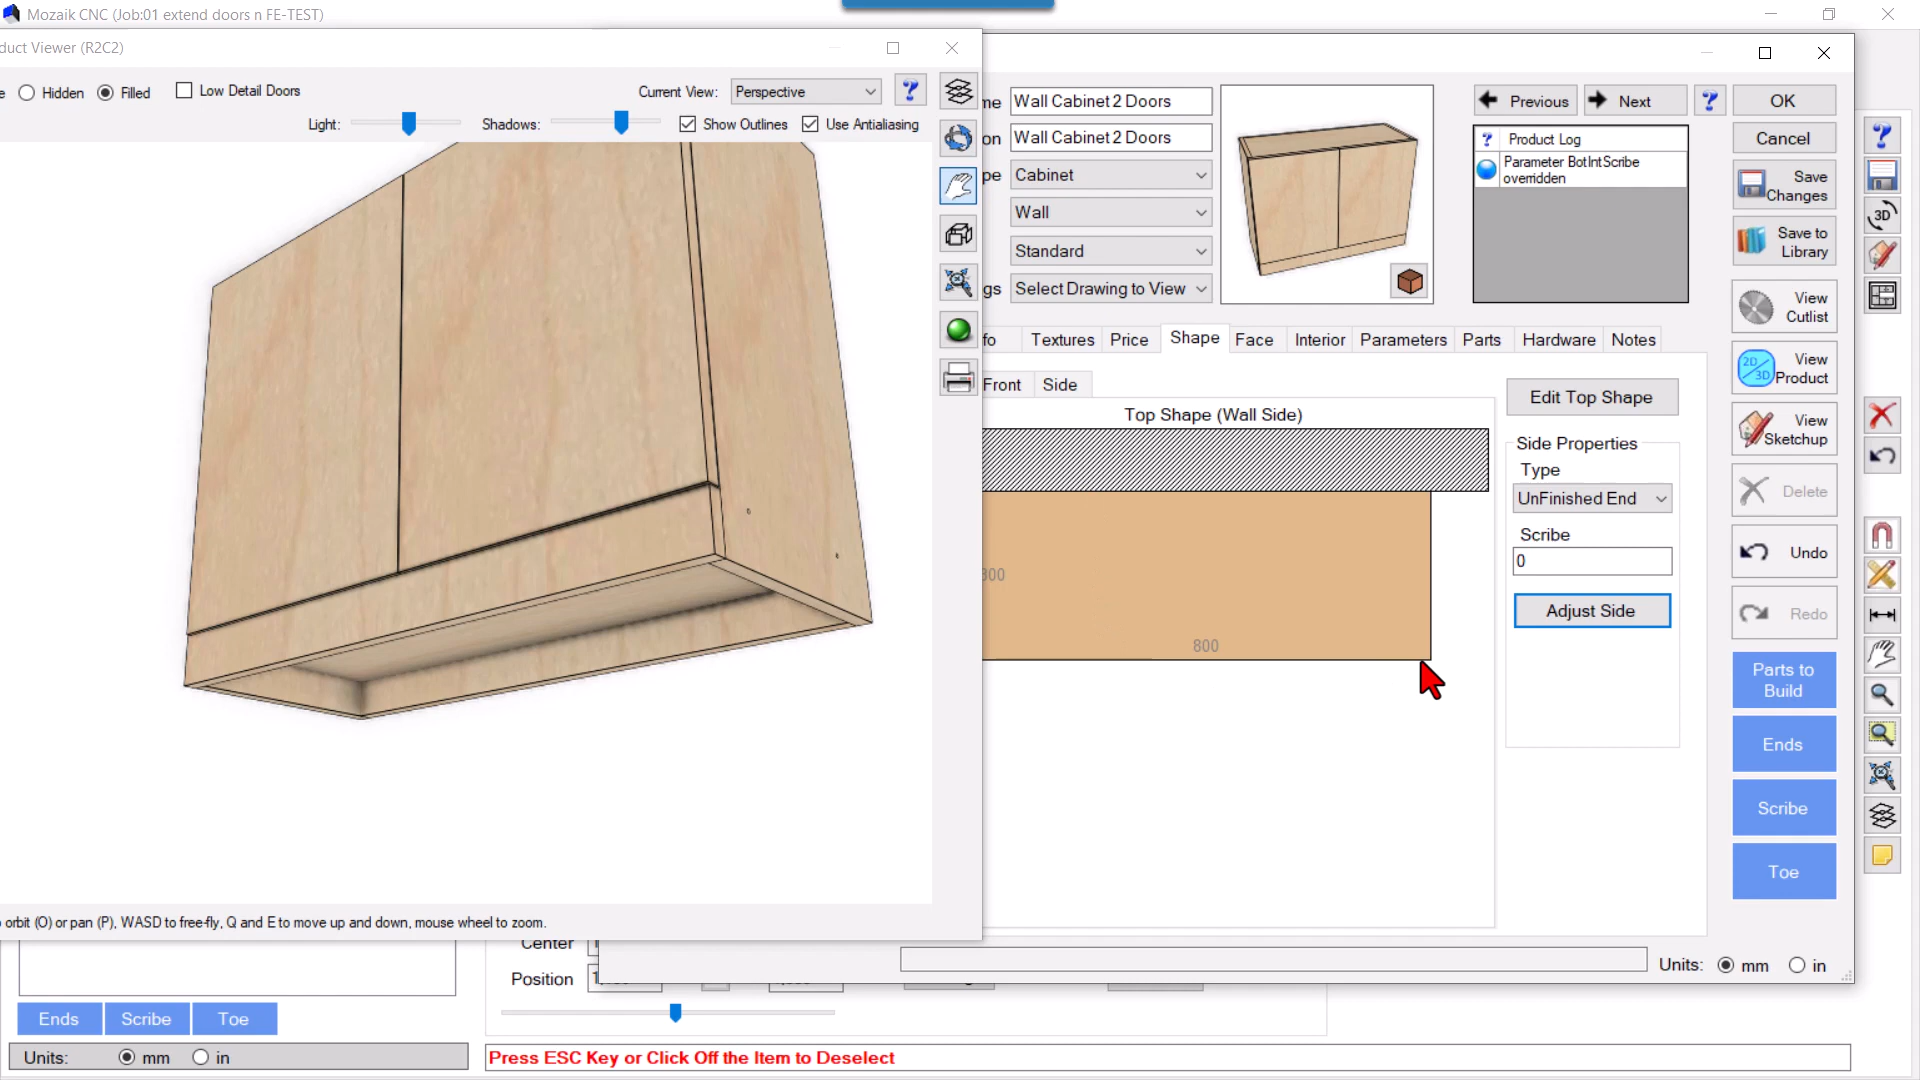 Mozaik CNC (Job:01 extend doors n FE-TEST)
duct Viewer (R2C2)
e
Hidden
Filled
Low Detail Doors
Current View:
Perspective
?
Light:
Shadows:
Show Outlines
Use Antialiasing
me
Wall Cabinet 2 Doors
on
Wall Cabinet 2 Doors
pe
Cabinet
Wall
Standard
gs
Select Drawing to View
Previous
Next
?
OK
? Product Log
Parameter BotIntScribe
overridden
Cancel
Save
Changes
Save to
Library
View
Cutlist
2D
3D
View
Product
View
Sketchup
Delete
Undo
Redo
Parts to
Build
Ends
Scribe
Toe
?
3D
fo
Textures
Price
Shape
Face
Interior
Parameters
Parts
Hardware
Notes
Front
Side
Top Shape (Wall Side)
300
800
Edit Top Shape
Side Properties
Type
UnFinished End
Scribe
0
Adjust Side
orbit (O) or pan (P), WASD to free-fly, Q and E to move up and down, mouse wheel to zoom.
Center
Position
Units:
mm
in
Ends
Scribe
Toe
Units:
mm
in
Press ESC Key or Click Off the Item to Deselect